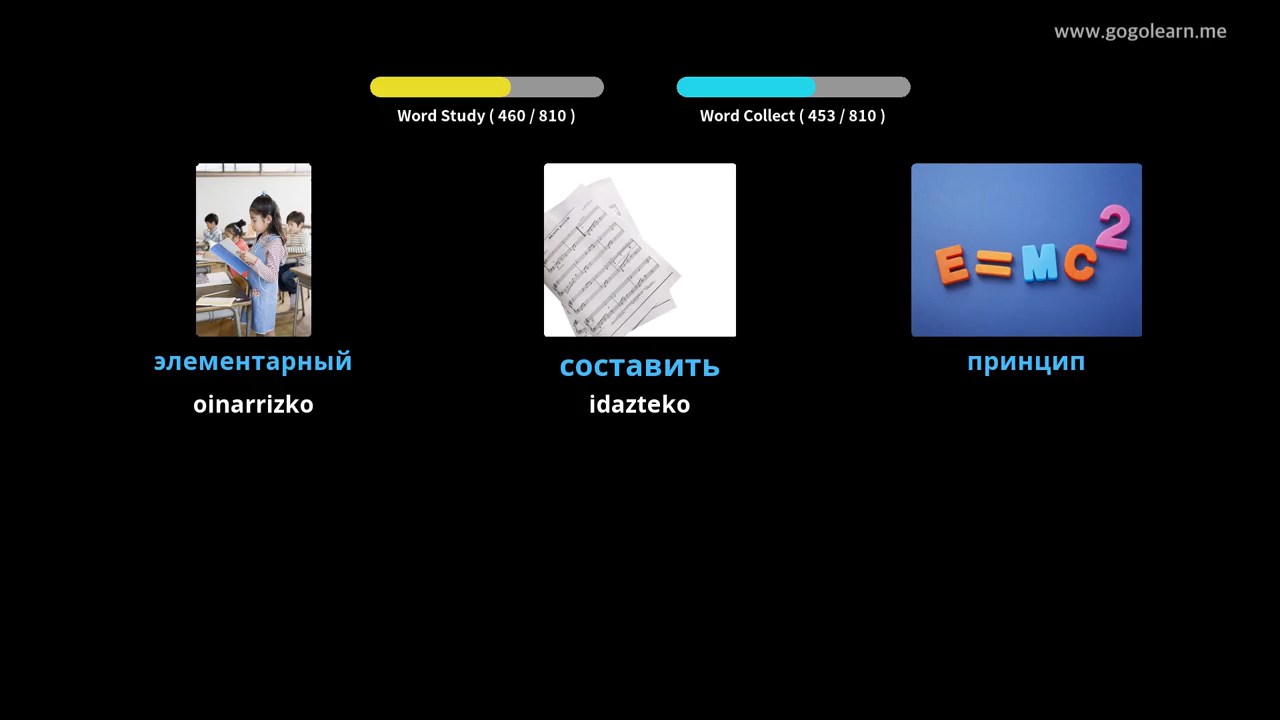 www.gogolearn.me
Word Study ( 460 / 810 )
Word Collect ( 453 / 810 )
E=MC2
элементарный
составить
принцип
oinarrizko
idazteko